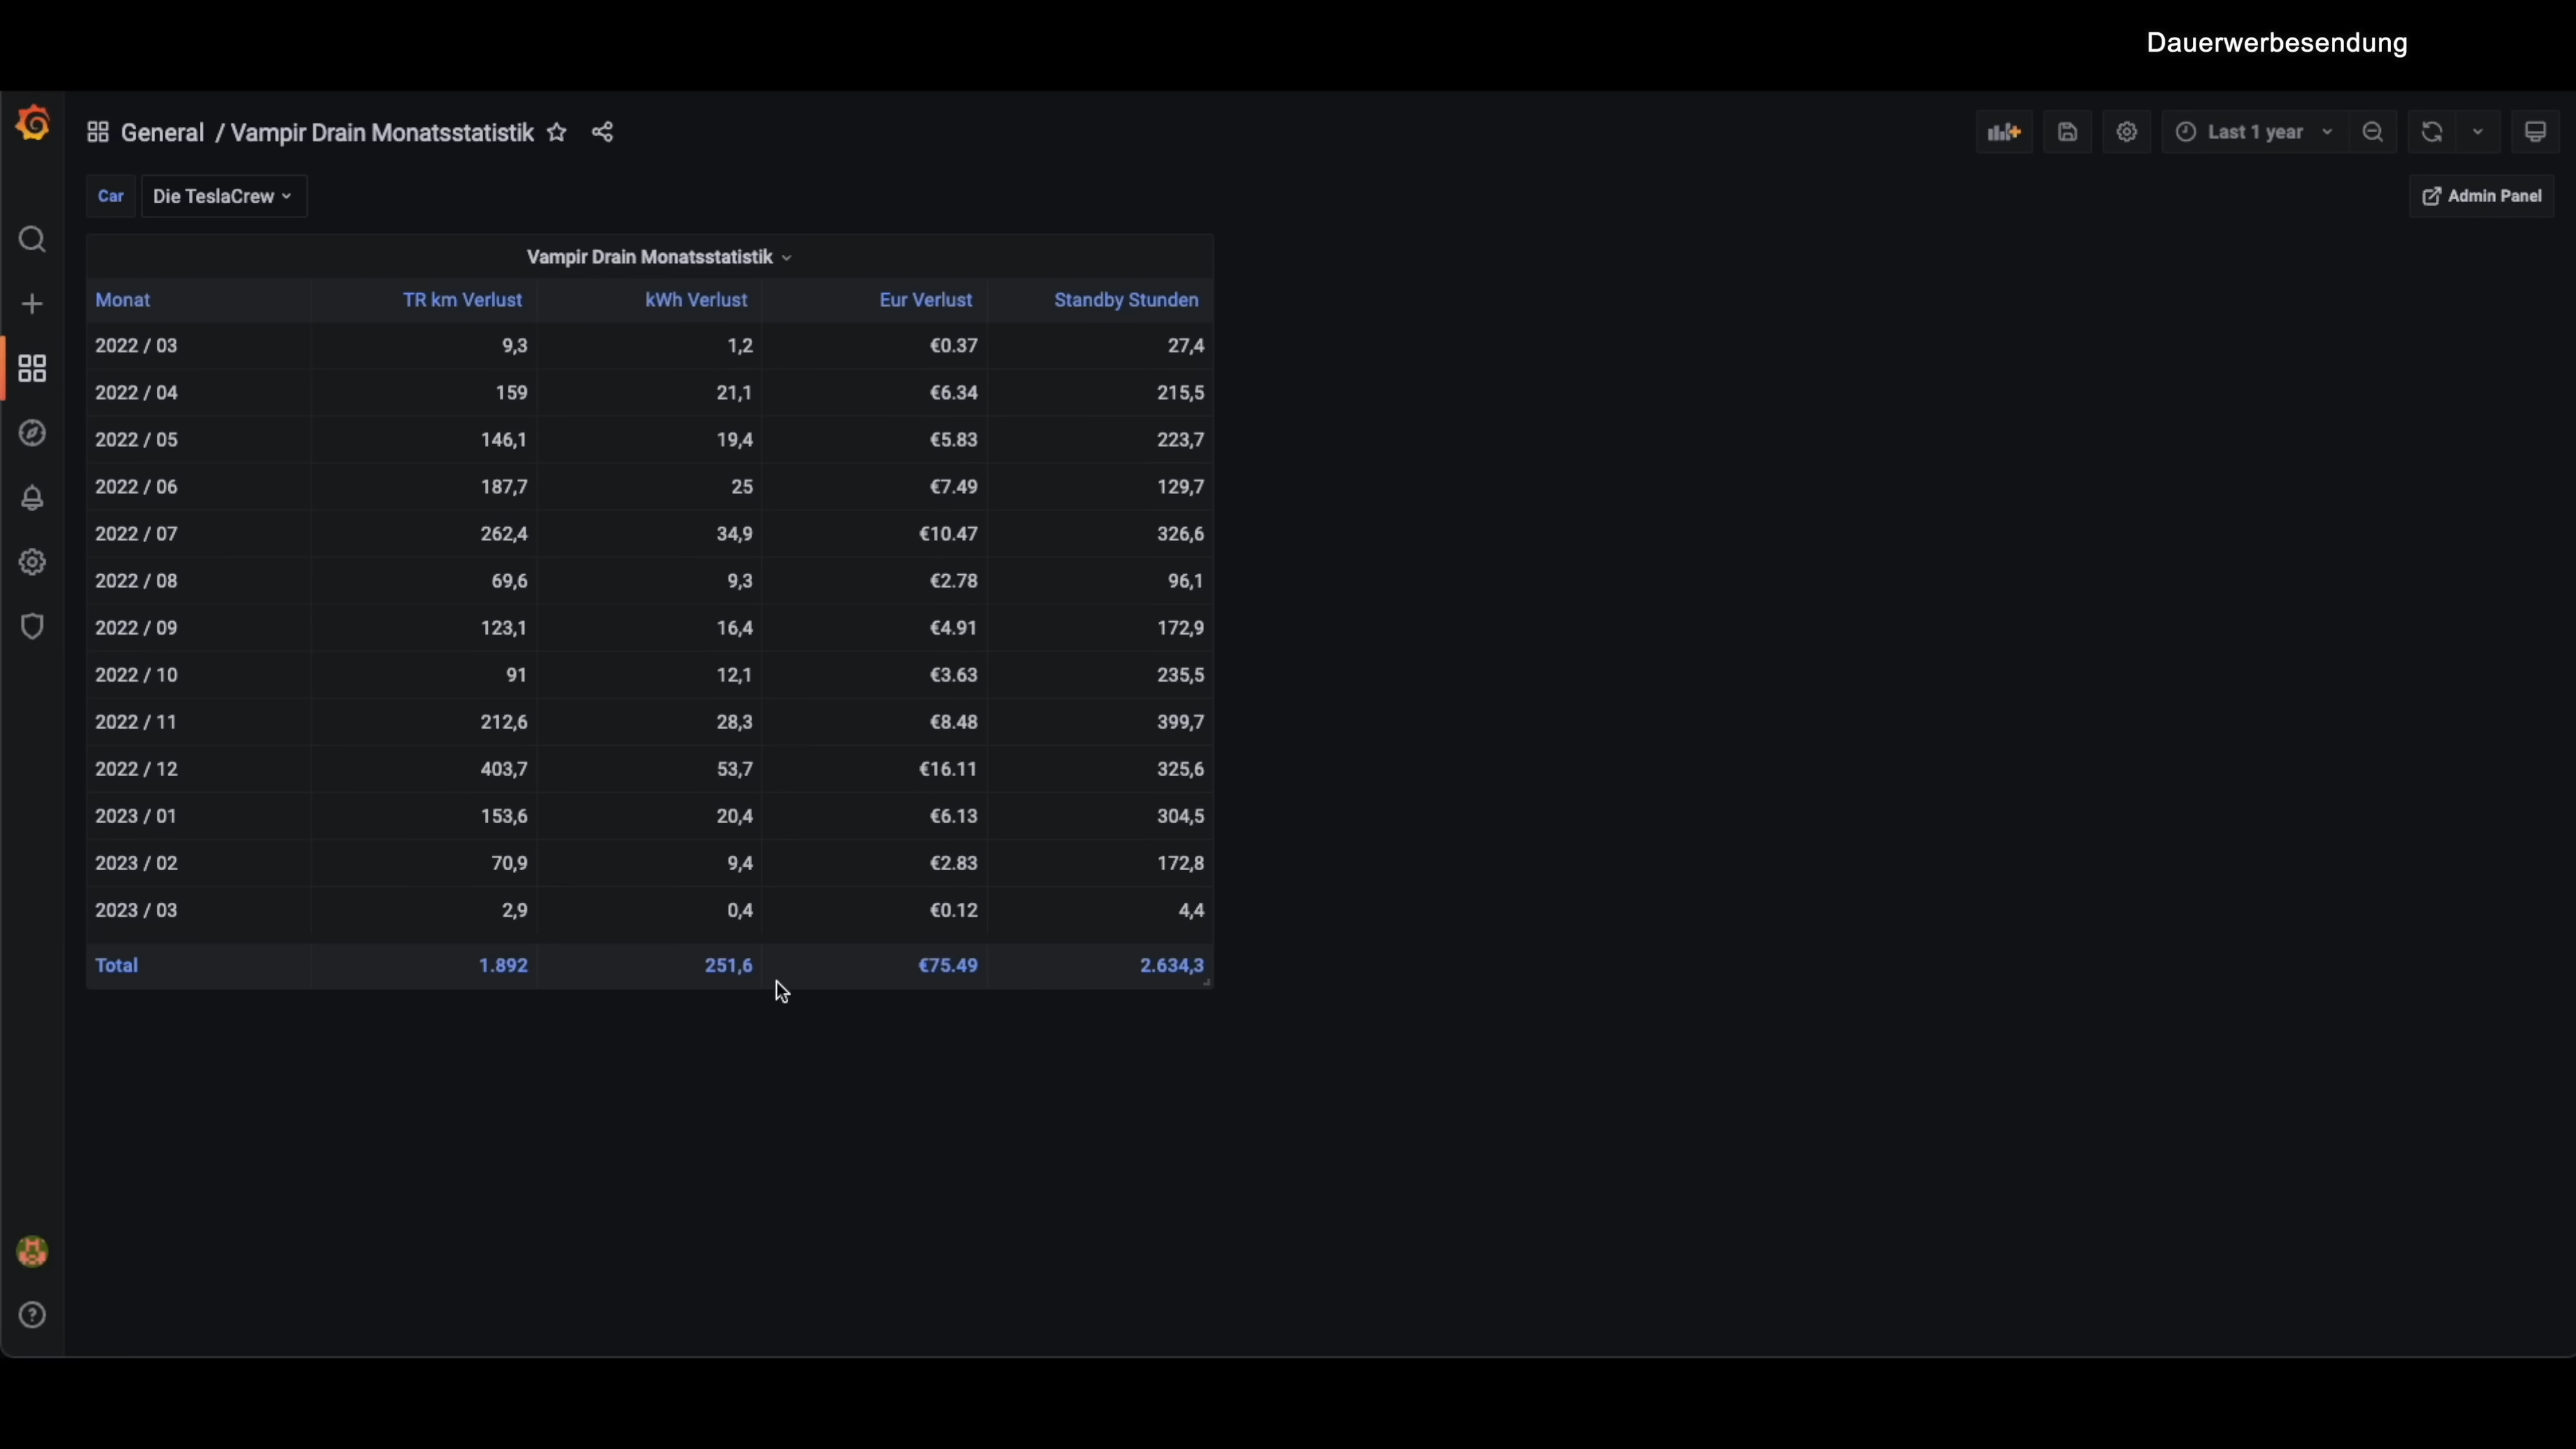 Dauerwerbesendung
General / Vampir Drain Monatsstatistik
Last 1 year
Car Die TeslaCrew
Admin Panel
Vampir Drain Monatsstatistik
Monat TR km Verlust kWh Verlust Eur Verlust Standby Stunden
2022 / 03 9,3 1,2 €0.37 27,4
2022 / 04 159 21,1 €6.34 215,5
2022 / 05 146,1 19,4 €5.83 223,7
2022 / 06 187,7 25 €7.49 129,7
2022 / 07 262,4 34,9 €10.47 326,6
2022 / 08 69,6 9,3 €2.78 96,1
2022 / 09 123,1 16,4 €4.91 172,9
2022 / 10 91 12,1 €3.63 235,5
2022 / 11 212,6 28,3 €8.48 399,7
2022 / 12 403,7 53,7 €16.11 325,6
2023 / 01 153,6 20,4 €6.13 304,5
2023 / 02 70,9 9,4 €2.83 172,8
2023 / 03 2,9 0,4 €0.12 4,4
Total 1.892 251,6 €75.49 2.634,3